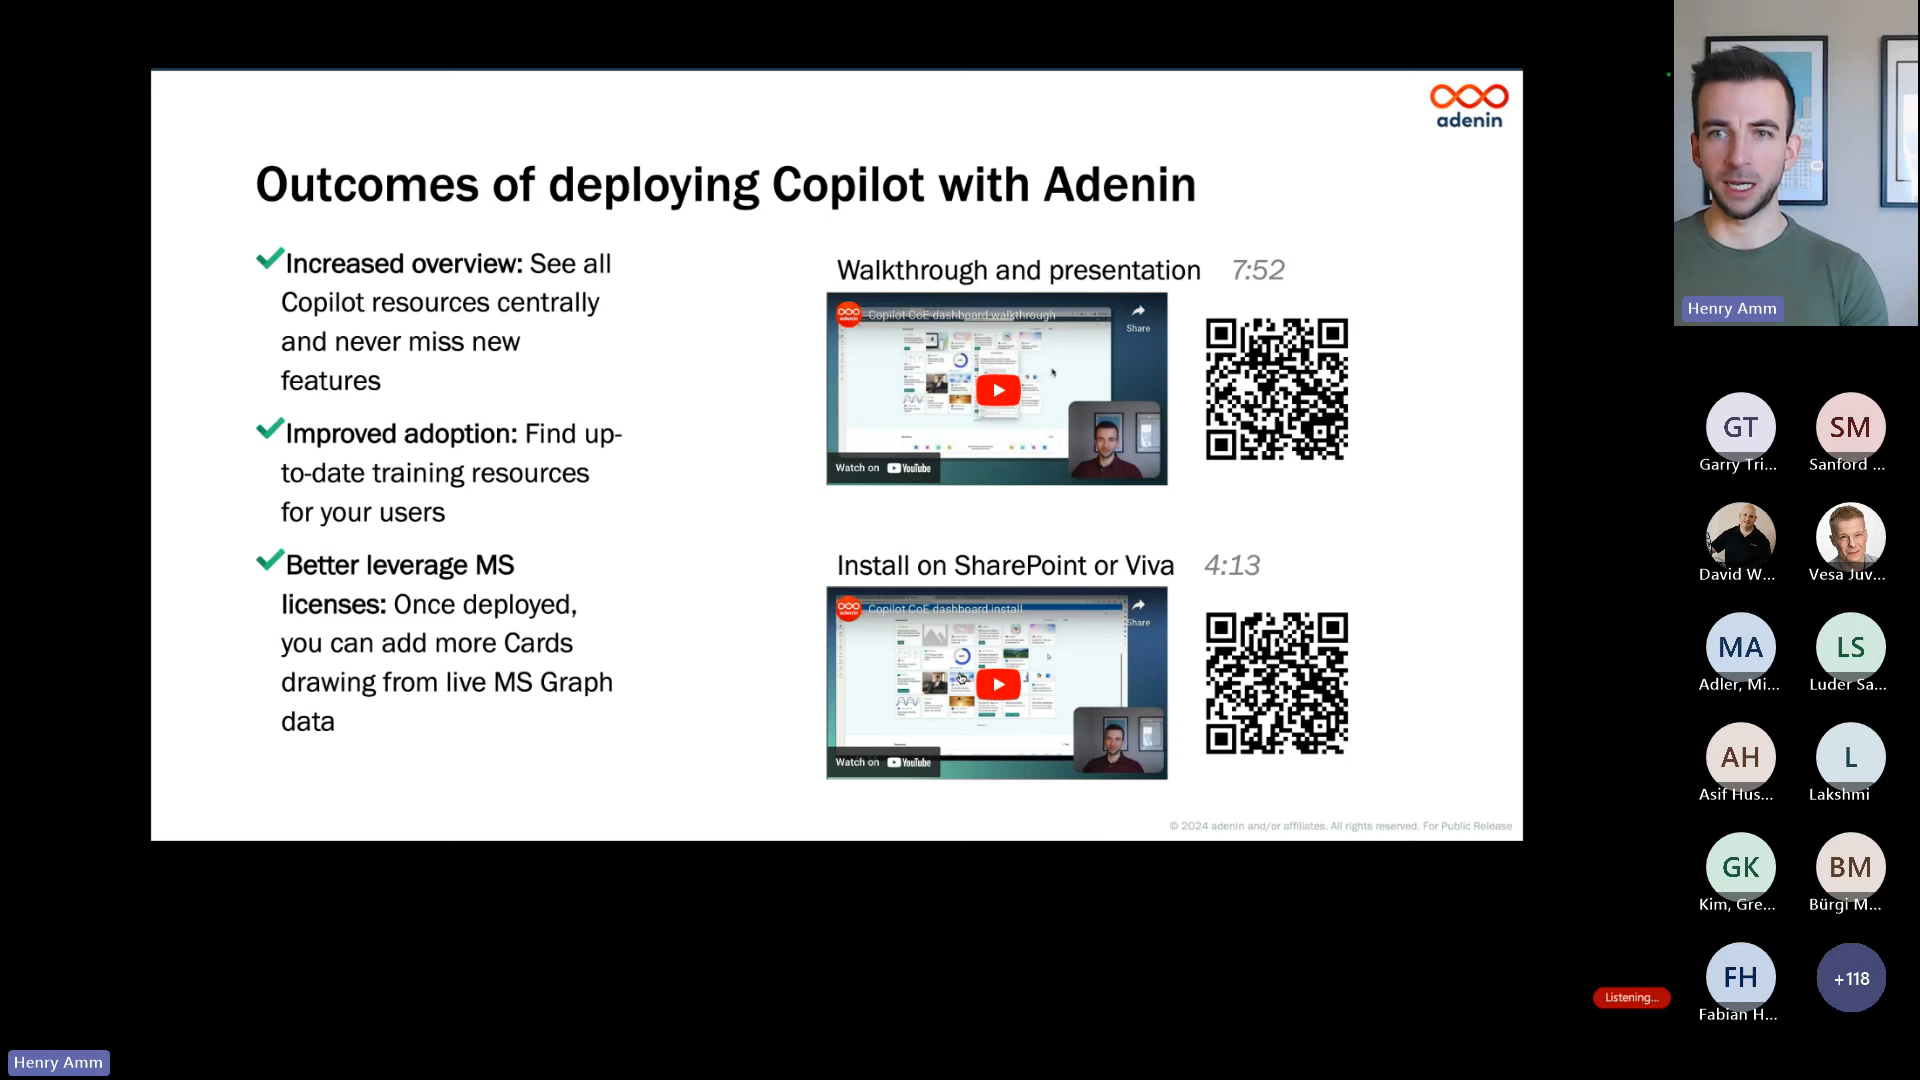 adenin
Outcomes of deploying Copilot with Adenin
Increased overview: See all
Copilot resources centrally
and never miss new
features
Improved adoption: Find up-
to-date training resources
for your users
Better leverage MS
licenses: Once deployed,
you can add more Cards
drawing from live MS Graph
data
Walkthrough and presentation 7:52
adenin
Copilot CoE dashboard walkthrough
Share
Watch on YouTube
Install on SharePoint or Viva 4:13
adenin
Copilot CoE dashboard install
Share
Watch on YouTube
© 2024 adenin and/or affiliates. All rights reserved. For Public Release
Henry Amm
GT
Garry Tri...
SM
Sanford ...
David W...
Vesa Juv...
MA
Adler, Mi...
LS
Luder Sa...
AH
Asif Hus...
L
Lakshmi
GK
Kim, Gre...
BM
Bürgi M...
FH
Fabian H...
+118
Listening...
Henry Amm